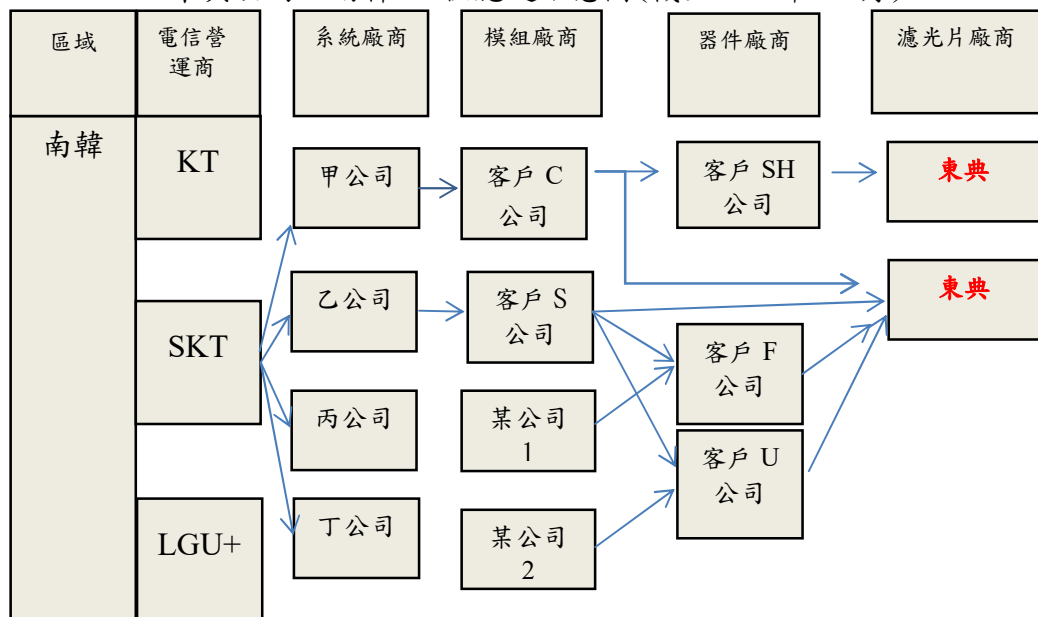 區域
電信營
運商
系統廠商
模組廠商
器件廠商
濾光片廠商
南韓
KT
甲公司
客戶 C
公司
客戶 SH
公司
東典
SKT
乙公司
客戶 S
公司
東典
客戶 F
公司
丙公司
某公司
1
客戶 U
公司
LGU+
丁公司
某公司
2